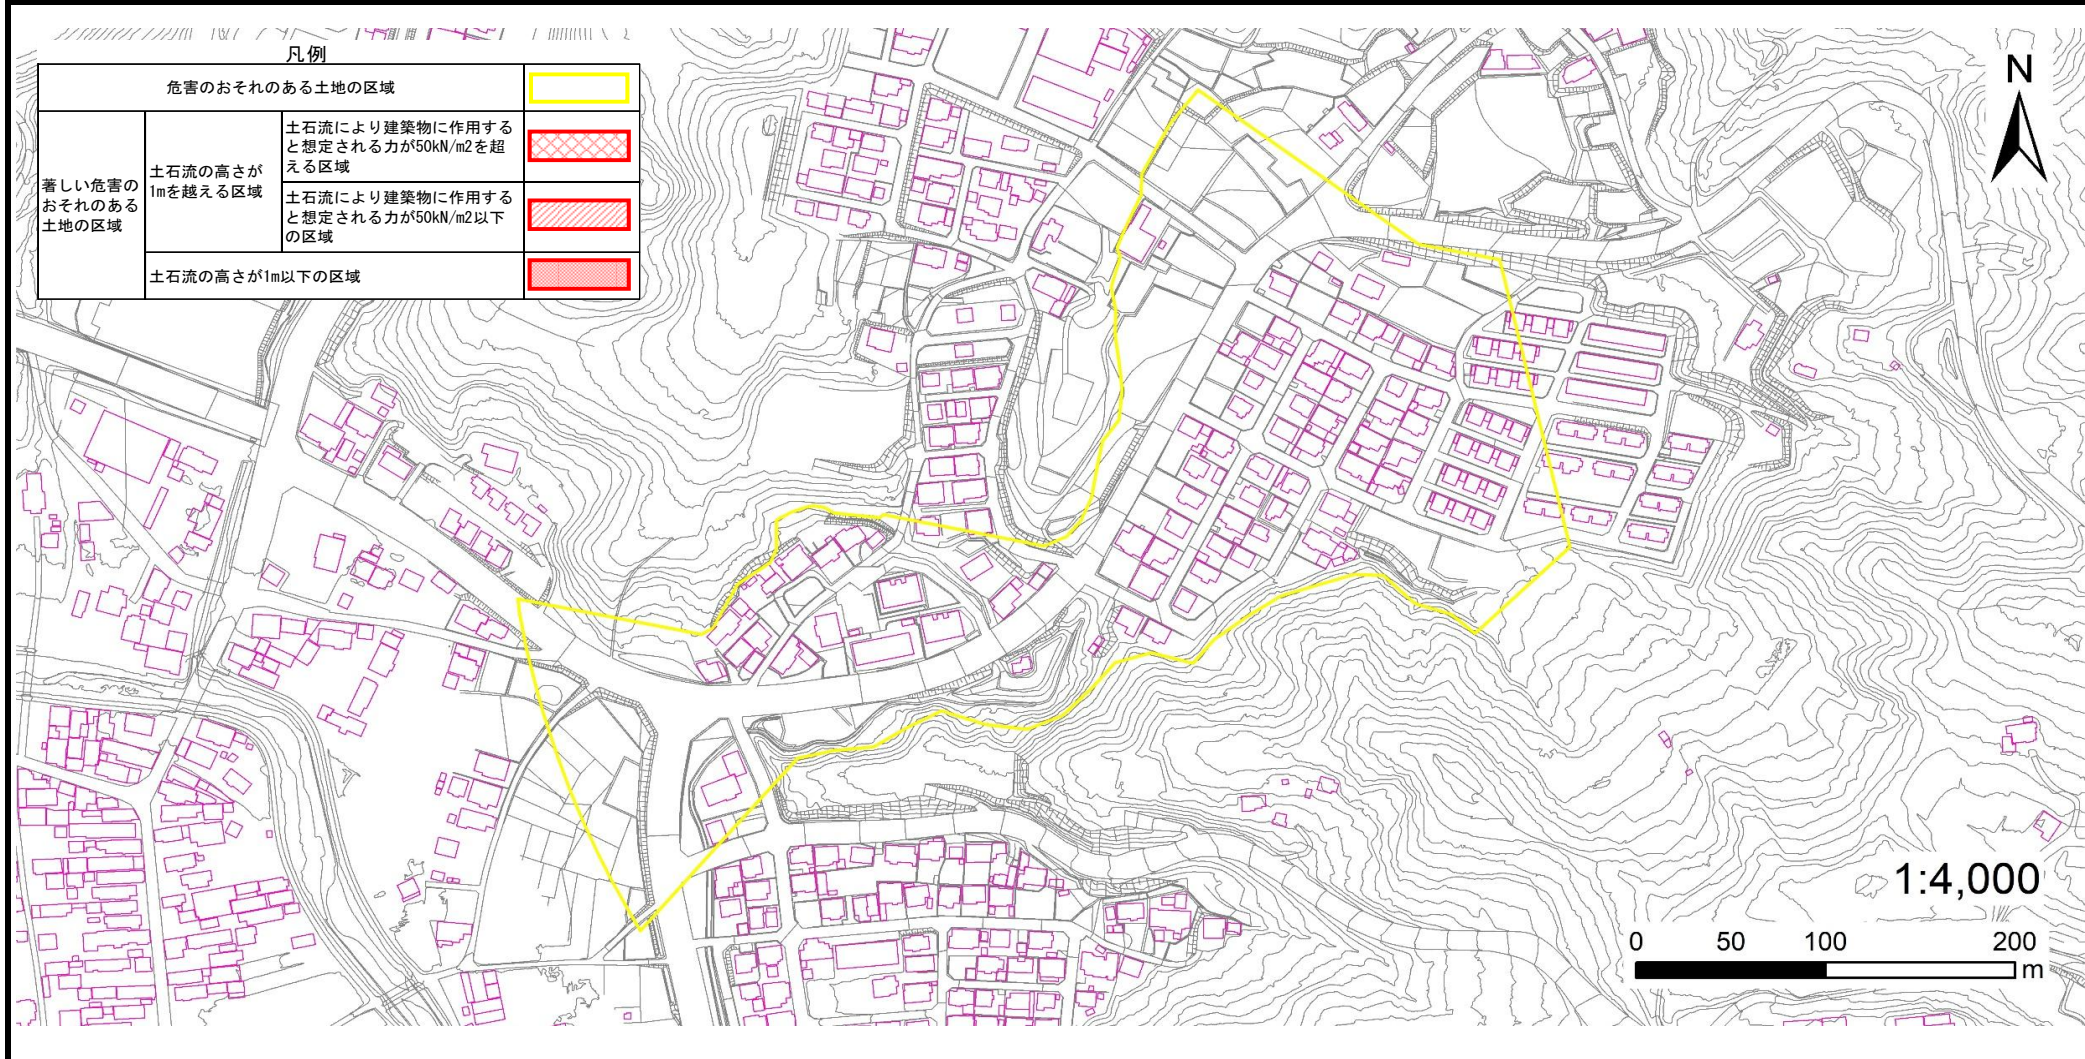 凡例
危害のおそれのある土地の区域
著しい危害の
おそれのある
土地の区域
土石流の高さが
1mを越える区域
土石流により建築物に作用する
と想定される力が50kN/m2を超
える区域
土石流により建築物に作用する
と想定される力が50kN/m2以下
の区域
土石流の高さが1m以下の区域
N
1:4,000
0 50 100 200
m